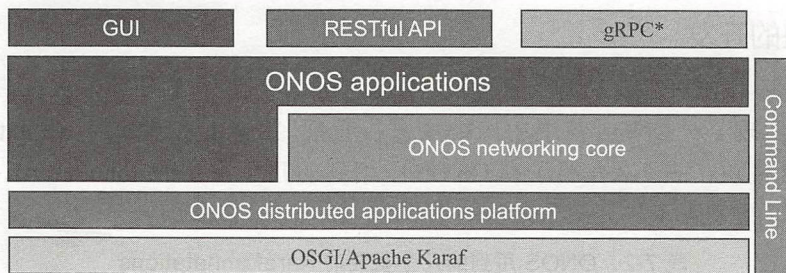 GUI
RESTful API
gRPC*
ONOS applications
ONOS networking core
Command Line
ONOS distributed applications platform
OSGI/Apache Karaf